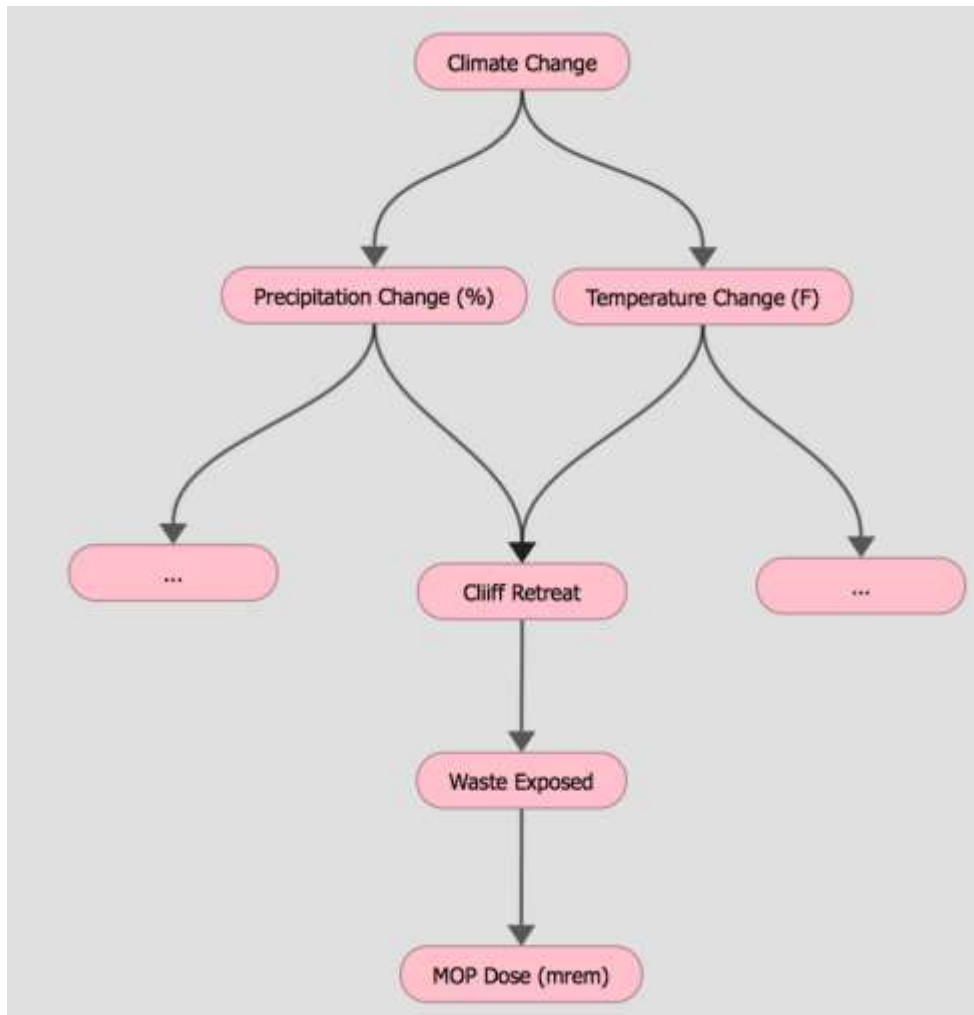 Climate Change
Precipitation Change (%)
Temperature Change (F)
...
Cliiff Retreat
...
Waste Exposed
MOP Dose (mrem)